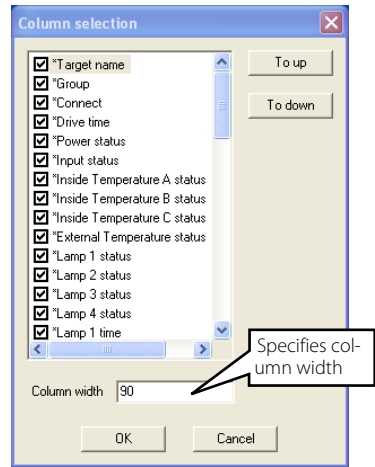 Column selection
*Target name
*Group
*Connect
*Drive time
*Power status
*Input status
*Inside Temperature A status
*Inside Temperature B status
*Inside Temperature C status
*External Temperature status
*Lamp 1 status
*Lamp 2 status
*Lamp 3 status
*Lamp 4 status
*Lamp 1 time
To up
To down
Column width 90
Specifies col-
umn width
OK
Cancel